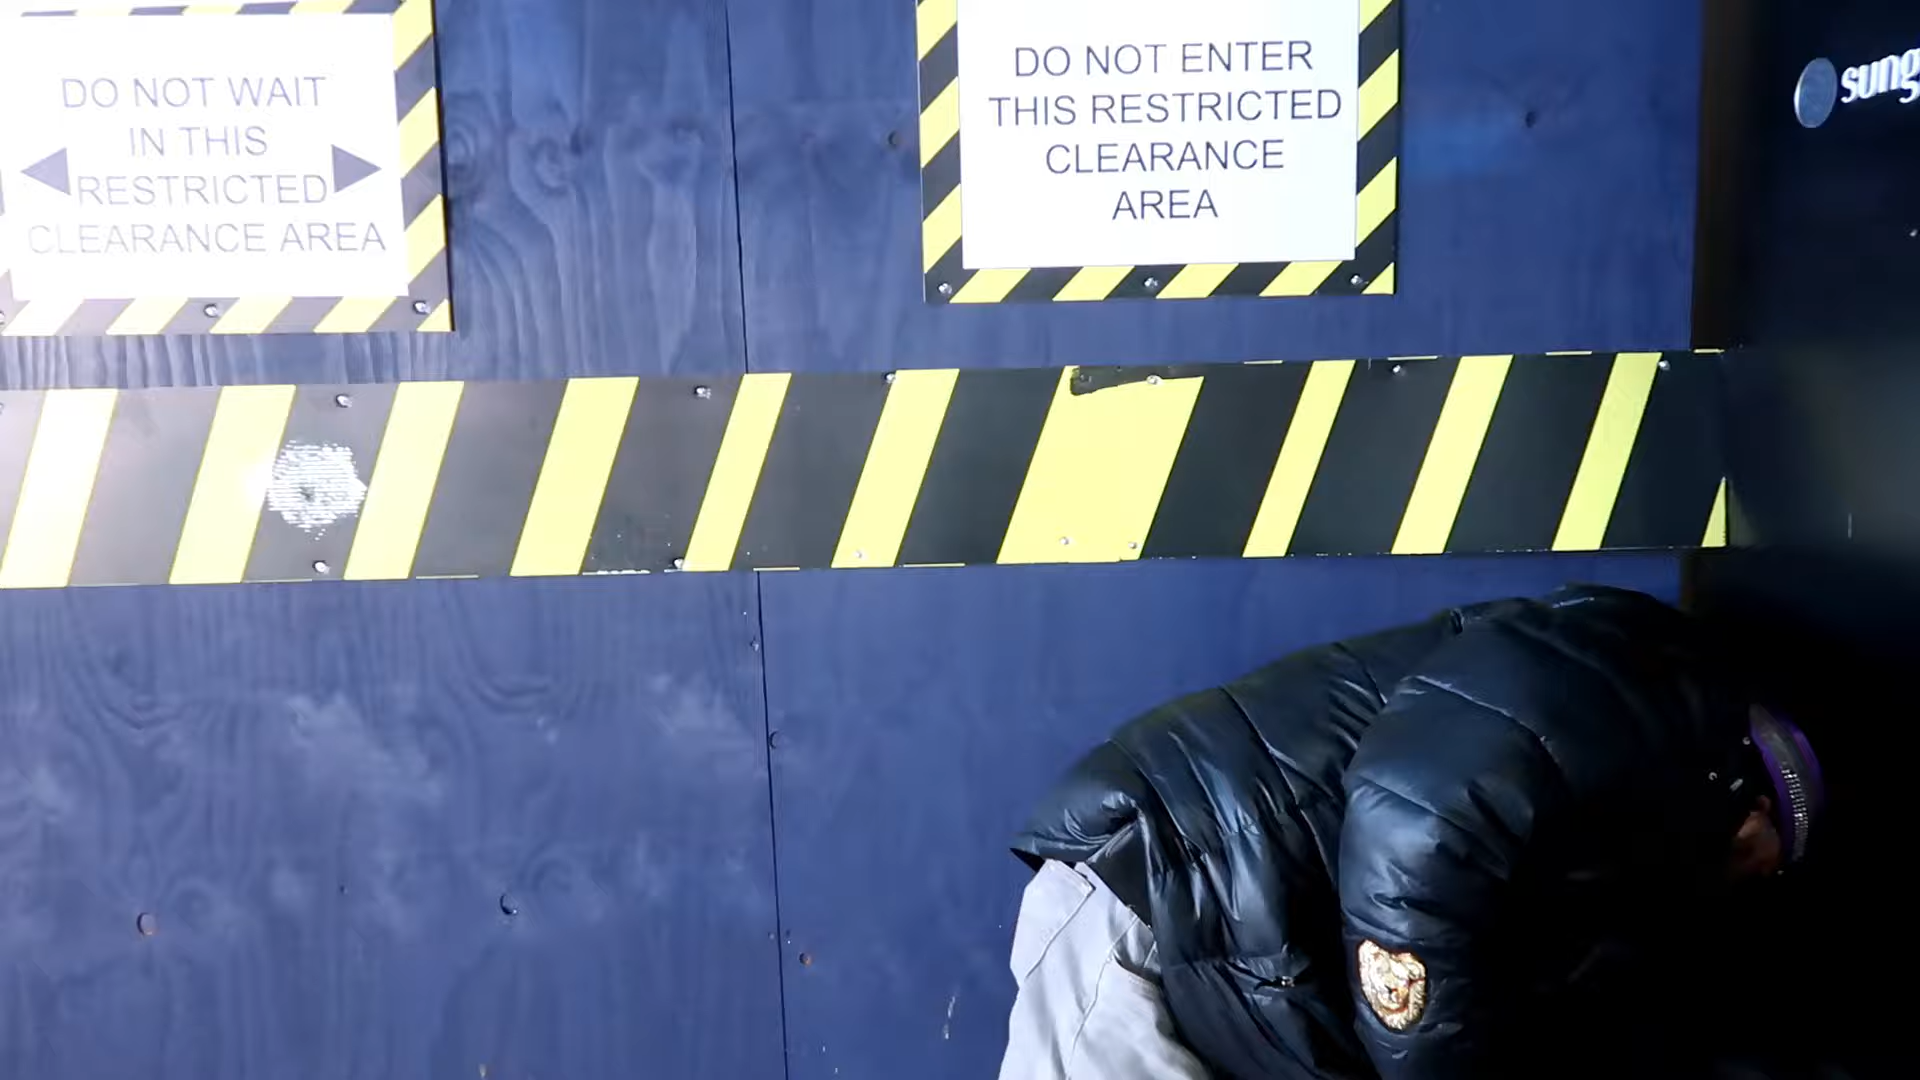 DO NOT WAIT
IN THIS
RESTRICTED
CLEARANCE AREA
DO NOT ENTER
THIS RESTRICTED
CLEARANCE
AREA
sung